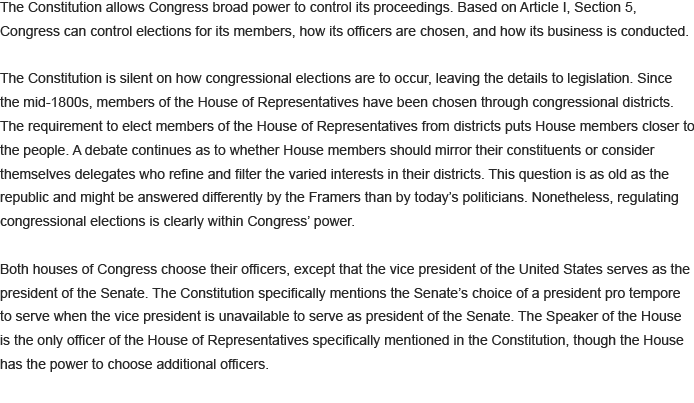 The Constitution allows Congress broad power to control its proceedings. Based on Article I, Section 5,
Congress can control elections for its members, how its officers are chosen, and how its business is conducted.
The Constitution is silent on how congressional elections are to occur, leaving the details to legislation. Since
the mid-1800s, members of the House of Representatives have been chosen through congressional districts.
The requirement to elect members of the House of Representatives from districts puts House members closer to
the people. A debate continues as to whether House members should mirror their constituents or consider
themselves delegates who refine and filter the varied interests in their districts. This question is as old as the
republic and might be answered differently by the Framers than by today’s politicians. Nonetheless, regulating
congressional elections is clearly within Congress’ power.
Both houses of Congress choose their officers, except that the vice president of the United States serves as the
president of the Senate. The Constitution specifically mentions the Senate’s choice of a president pro tempore
to serve when the vice president is unavailable to serve as president of the Senate. The Speaker of the House
is the only officer of the House of Representatives specifically mentioned in the Constitution, though the House
has the power to choose additional officers.